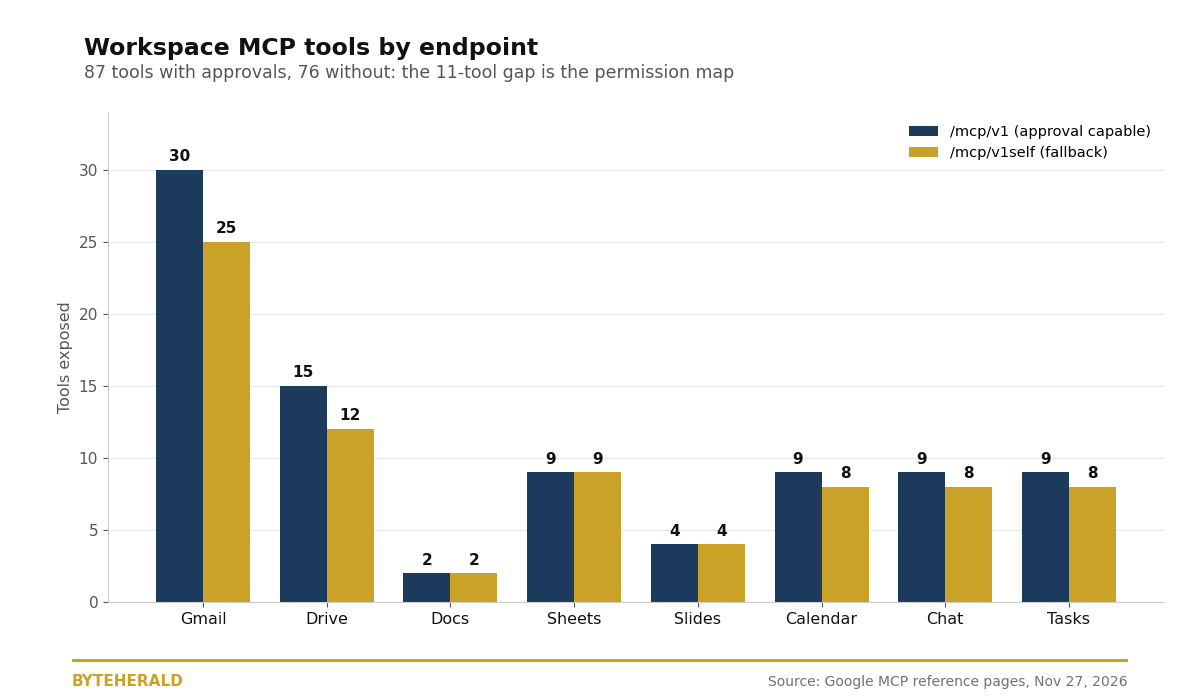 Workspace MCP tools by endpoint
87 tools with approvals, 76 without: the 11-tool gap is the permission map
/mcp/v1 (approval capable)
/mcp/v1self (fallback)
Tools exposed
30
25
20
15
10
5
0
30
25
15
12
2
2
9
9
4
4
9
8
9
8
9
8
Gmail
Drive
Docs
Sheets
Slides
Calendar
Chat
Tasks
BYTEHERALD
Source: Google MCP reference pages, Nov 27, 2026